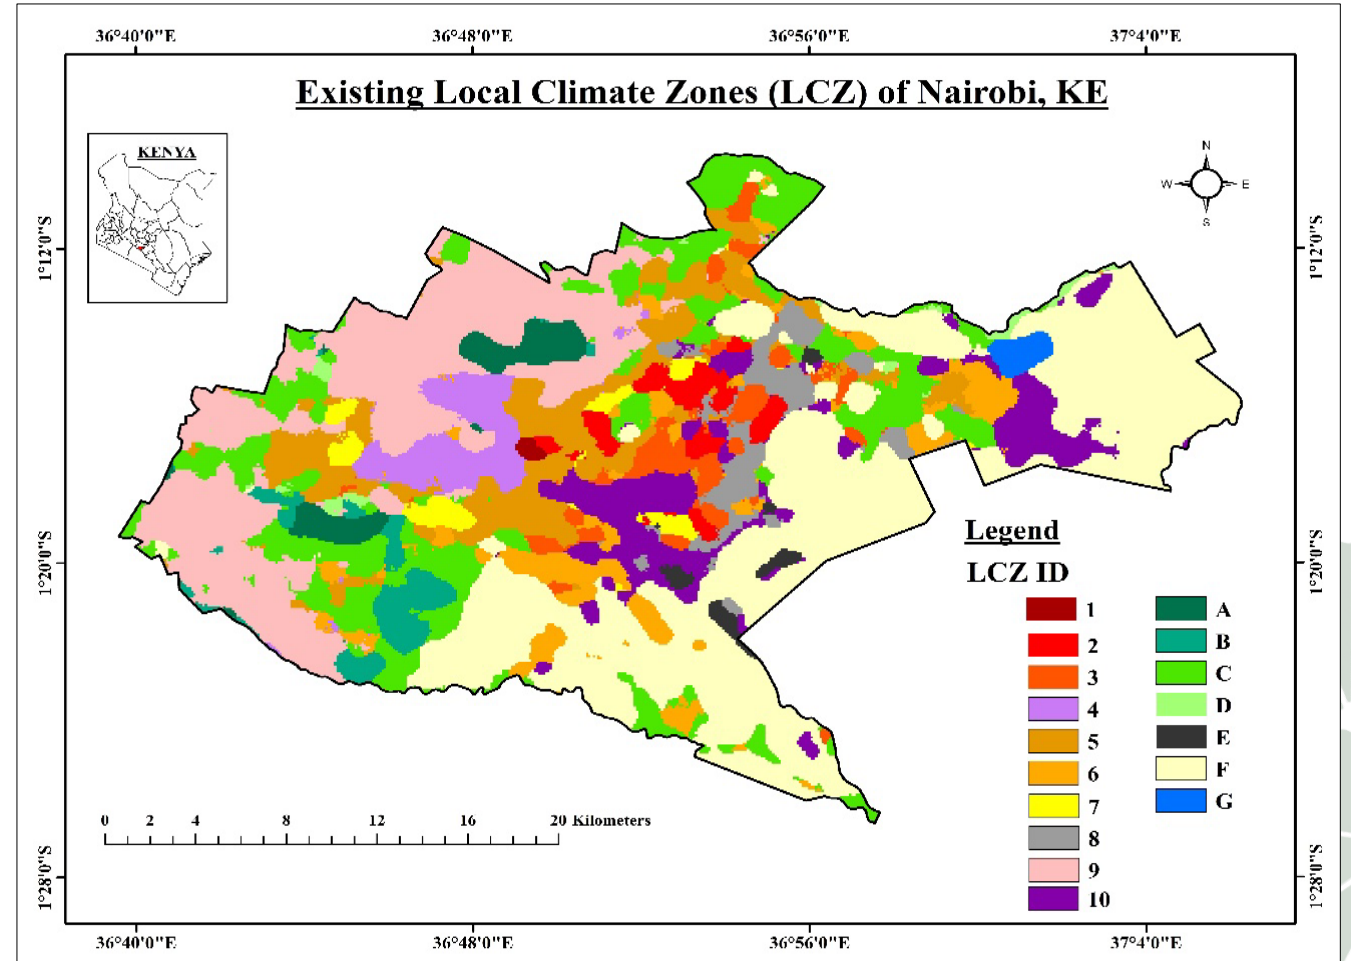 36°40'0"E 36°48'0"E 36°56'0"E 37°4'0"E
Existing Local Climate Zones (LCZ) of Nairobi, KE
KENYA
N
W E
S
1°12'0"S 1°12'0"S
1°20'0"S 1°20'0"S
1°28'0"S 1°28'0"S
Legend
LCZ ID
1 A
2 B
3 C
4 D
5 E
6 F
7 G
8
9
10
0 2 4 8 12 16 20 Kilometers
36°40'0"E 36°48'0"E 36°56'0"E 37°4'0"E